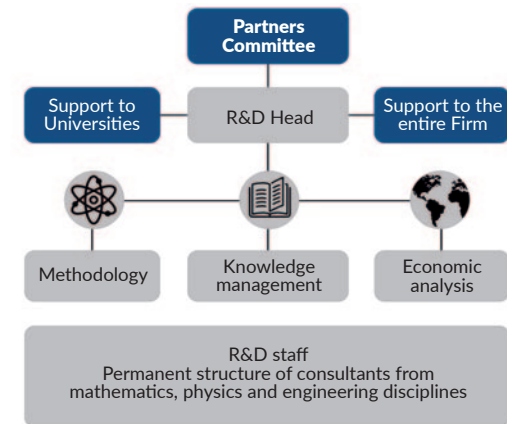 Partners
Committee
Support to
Universities
R&D Head
Support to the
entire Firm
Methodology
Knowledge
management
Economic
analysis
R&D staff
Permanent structure of consultants from
mathematics, physics and engineering disciplines